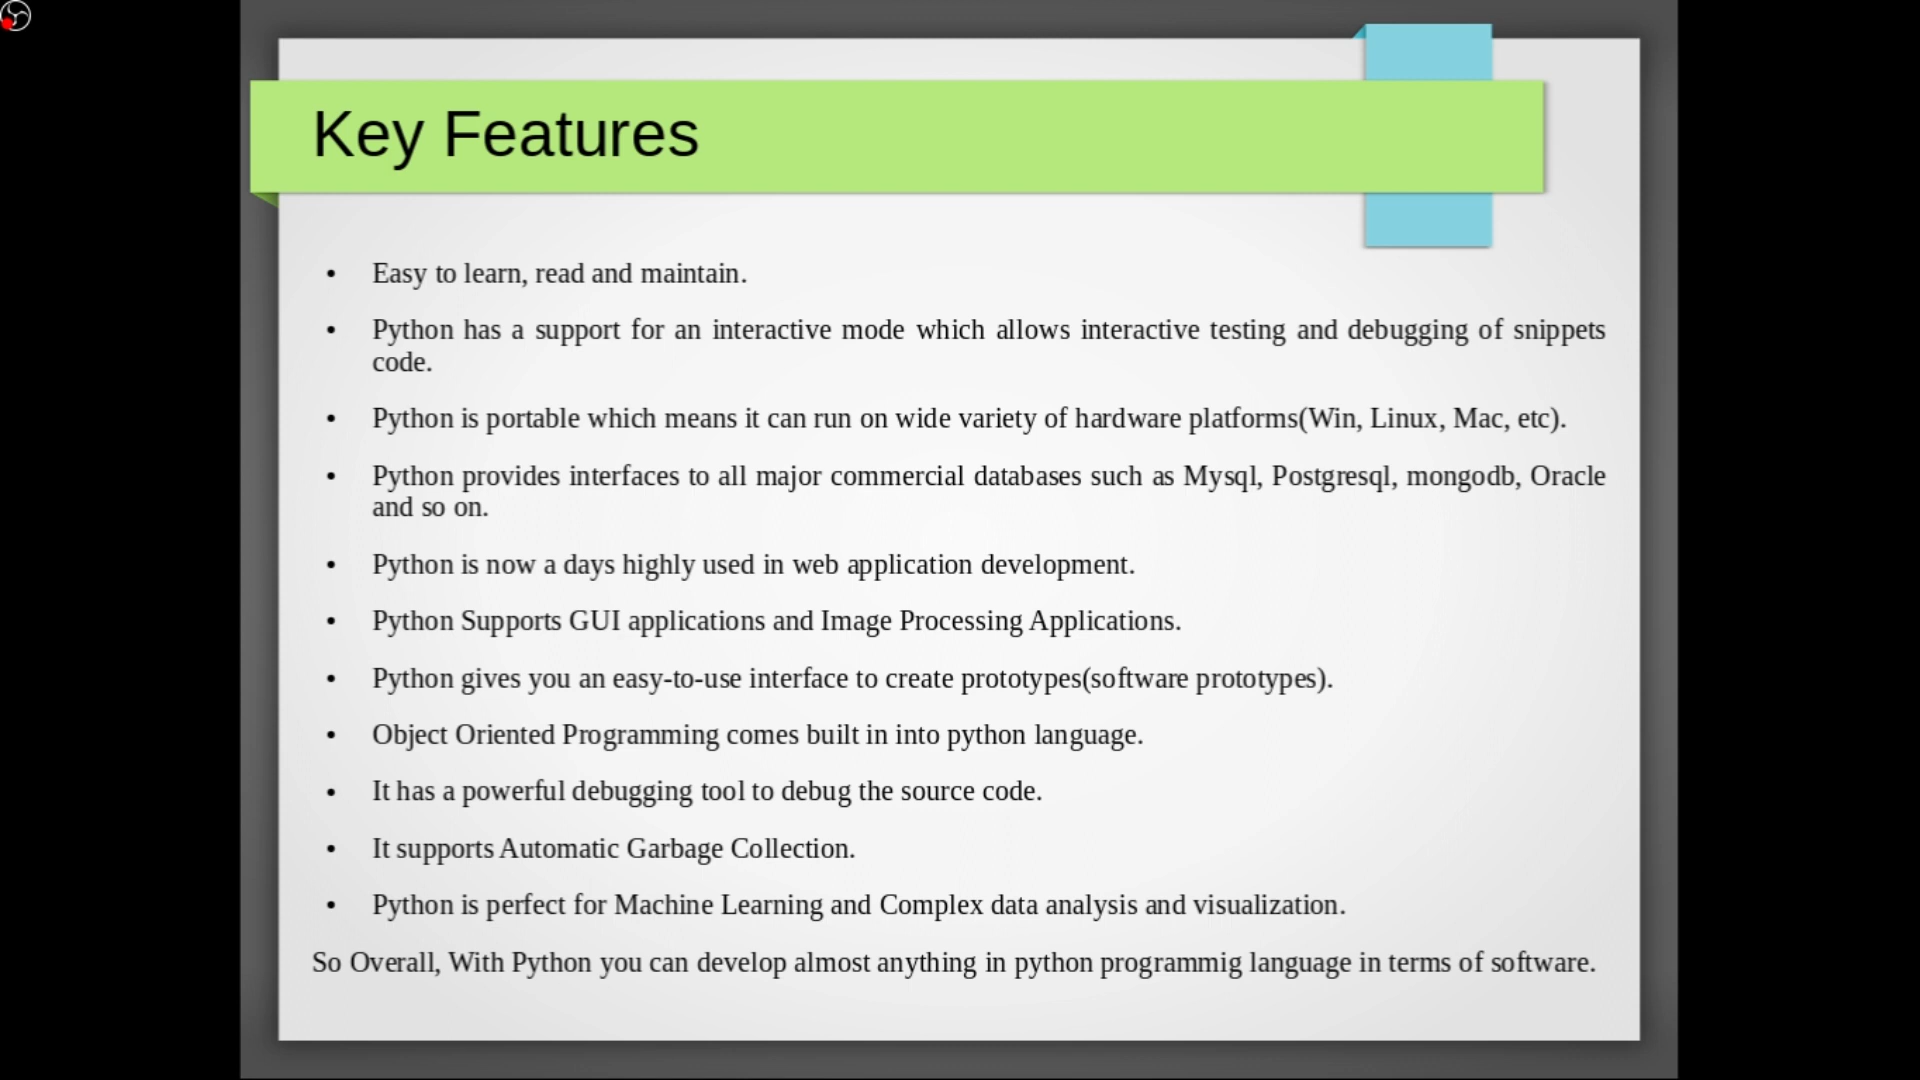 Key Features
• Easy to learn, read and maintain.
• Python has a support for an interactive mode which allows interactive testing and debugging of snippets
code.
• Python is portable which means it can run on wide variety of hardware platforms(Win, Linux, Mac, etc).
• Python provides interfaces to all major commercial databases such as Mysql, Postgresql, mongodb, Oracle
and so on.
• Python is now a days highly used in web application development.
• Python Supports GUI applications and Image Processing Applications.
• Python gives you an easy-to-use interface to create prototypes(software prototypes).
• Object Oriented Programming comes built in into python language.
• It has a powerful debugging tool to debug the source code.
• It supports Automatic Garbage Collection.
• Python is perfect for Machine Learning and Complex data analysis and visualization.
So Overall, With Python you can develop almost anything in python programmig language in terms of software.